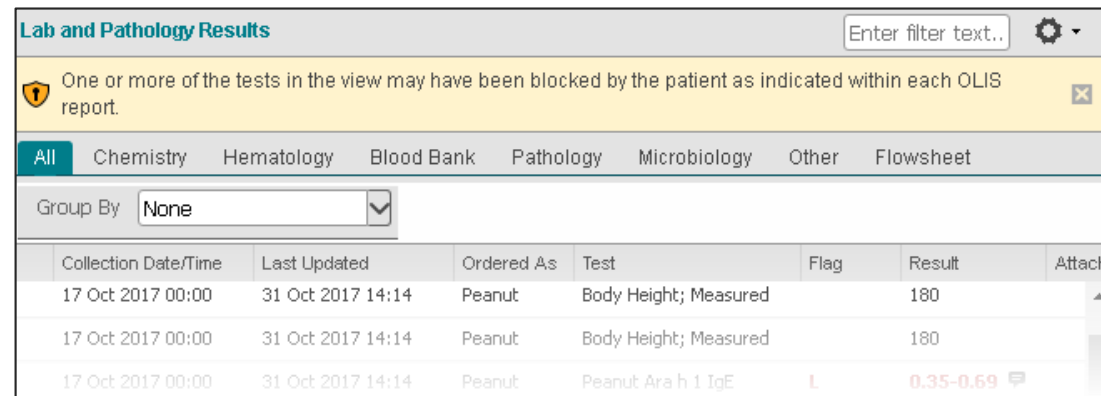 Lab and Pathology Results Enter filter text..
One or more of the tests in the view may have been blocked by the patient as indicated within each OLIS
report.
All Chemistry Hematology Blood Bank Pathology Microbiology Other Flowsheet
Group By None
Collection Date/Time Last Updated Ordered As Test Flag Result Attach
17 Oct 2017 00:00 31 Oct 2017 14:14 Peanut Body Height; Measured 180
17 Oct 2017 00:00 31 Oct 2017 14:14 Peanut Body Height; Measured 180
17 Oct 2017 00:00 31 Oct 2017 14:14 Peanut Peanut Ara h 1 IgE L 0.35-0.69